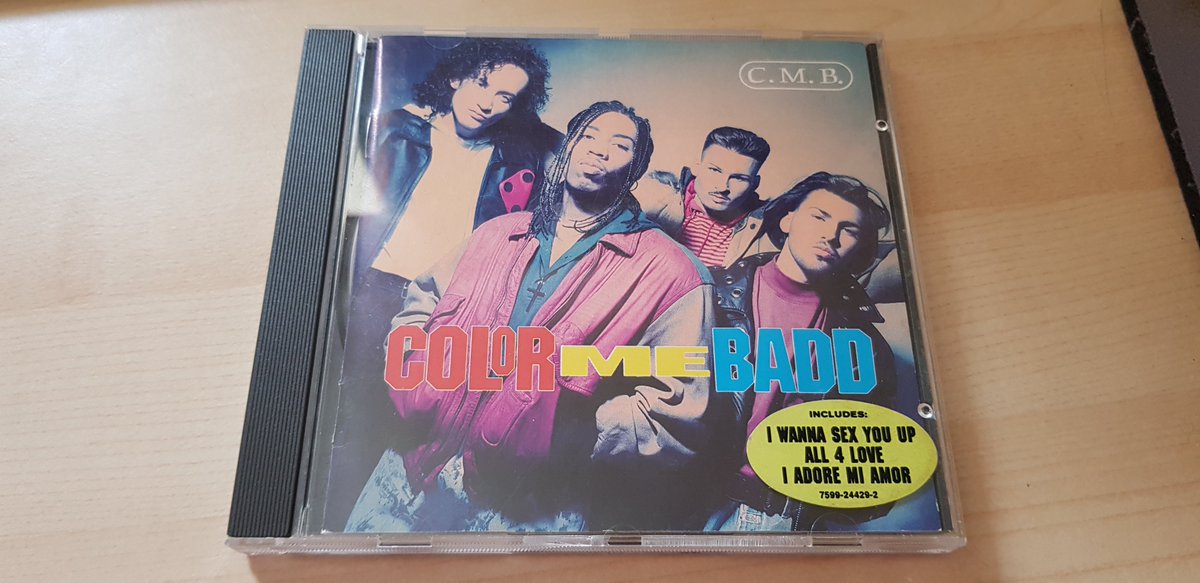 C. M. B.
COLOR ME BADD
INCLUDES:
I WANNA SEX YOU UP
ALL 4 LOVE
I ADORE MI AMOR
7599-24429-2